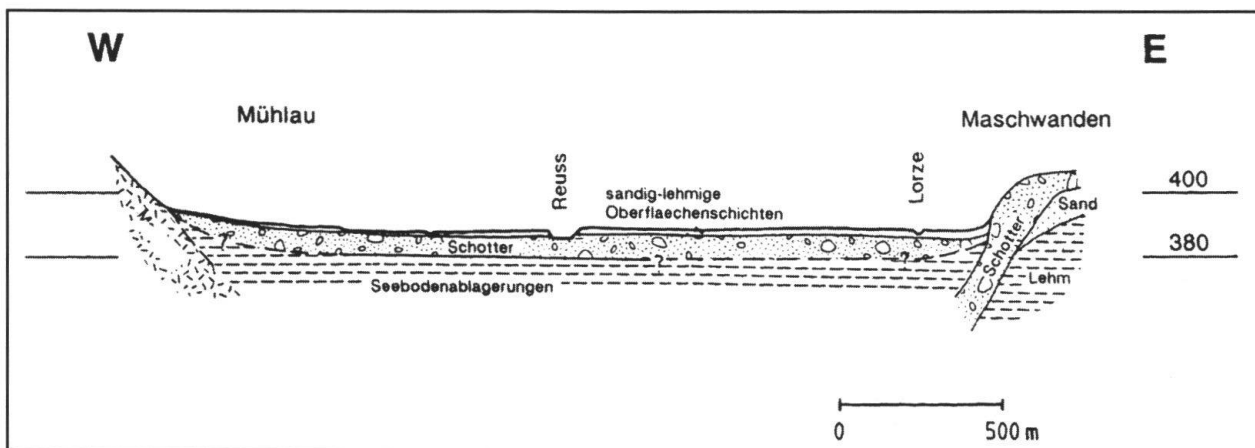 W
E
Mühlau
Maschwanden
Reuss
Lorze
sandig-lehmige
Oberflaechenschichten
400
Sand
380
Schotter
Schotter
Lehm
Seebodenablagerungen
?
?
?
0
500 m